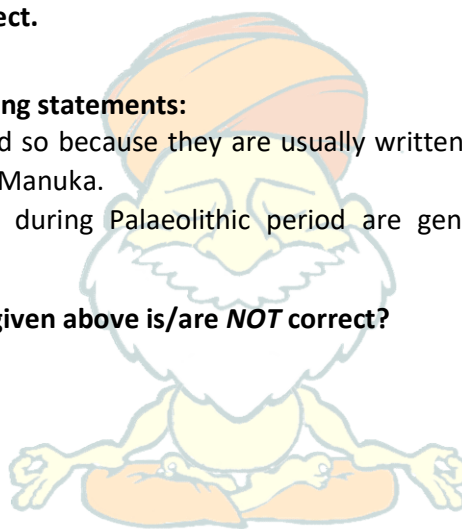 ect.
ng statements:
d so because they are usually written
Manuka.
during Palaeolithic period are gen
given above is/are NOT correct?